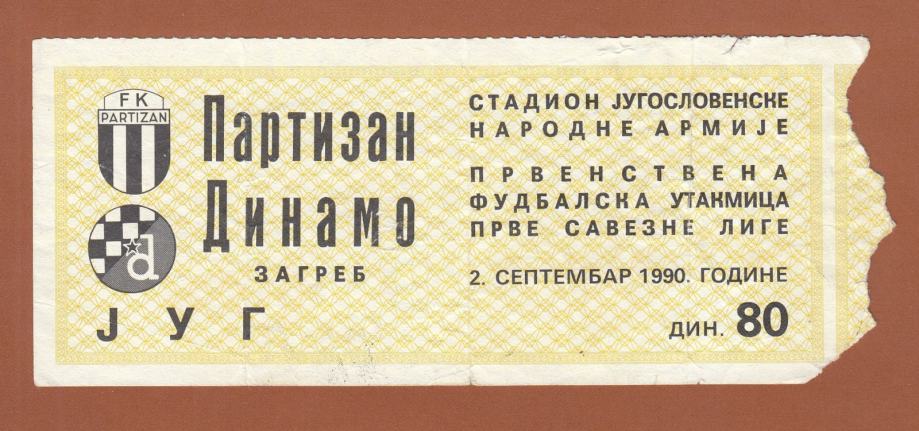 FK
PARTIZAN
Партизан
Динамо
ЗАГРЕБ
ЈУГ
d
СТАДИОН ЈУГОСЛОВЕНСКЕ
НАРОДНЕ АРМИЈЕ
ПРВЕНСТВЕНА
ФУДБАЛСКА УТАКМИЦА
ПРВЕ САВЕЗНЕ ЛИГЕ
2. СЕПТЕМБАР 1990. ГОДИНЕ
ДИН. 80